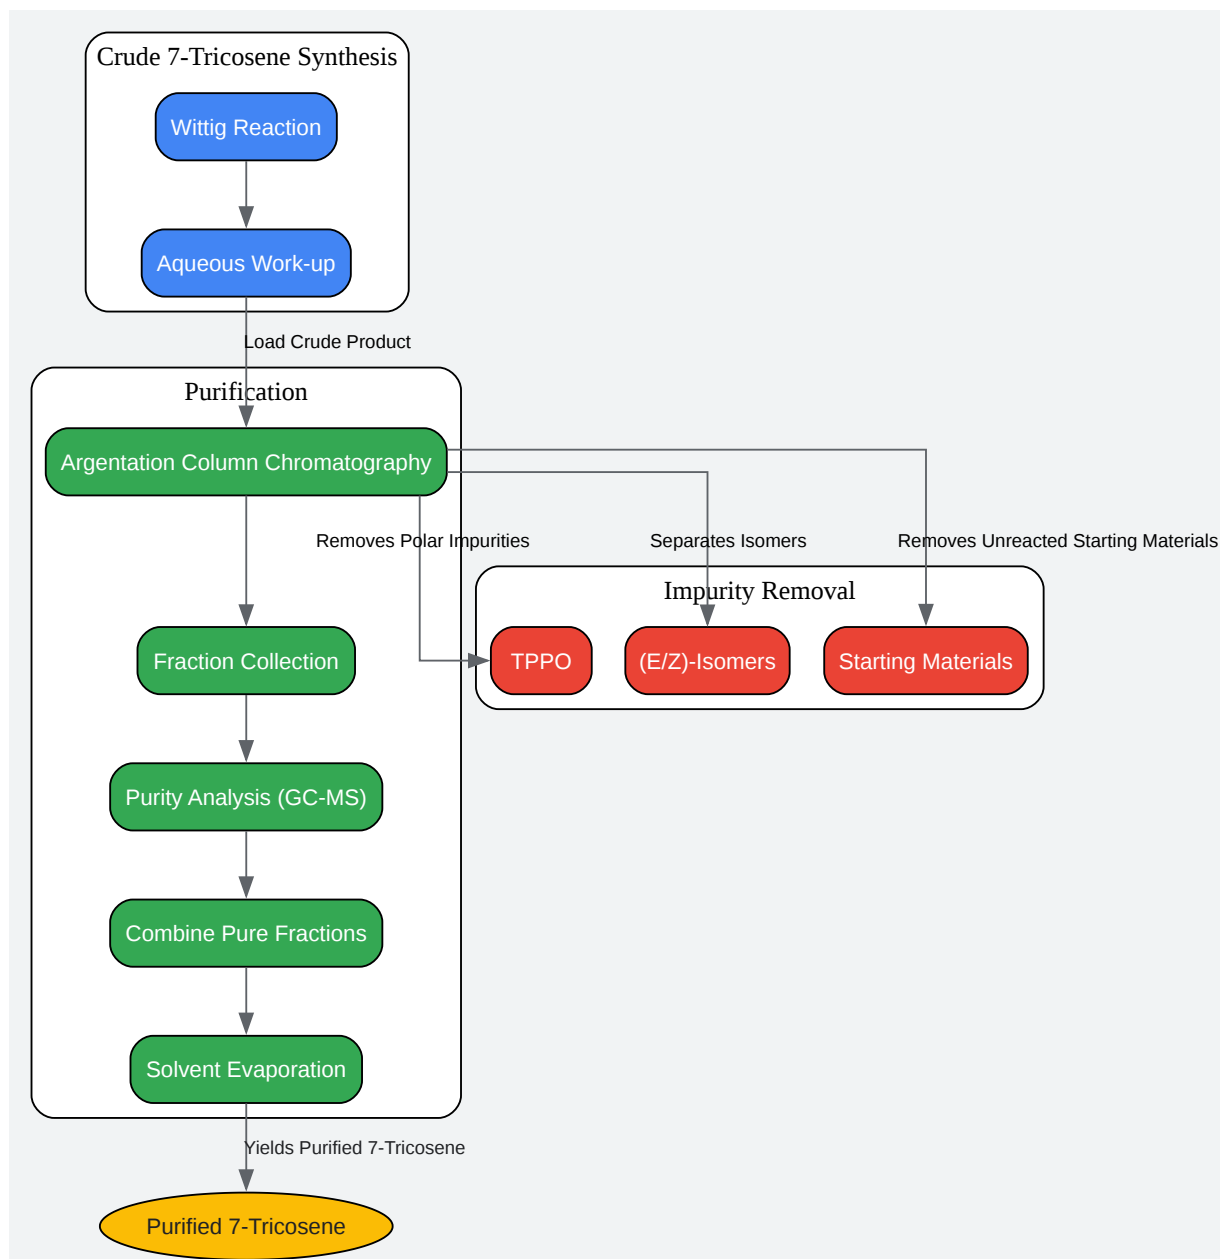 Crude 7-Tricosene Synthesis
Wittig Reaction
Aqueous Work-up
Load Crude Product
Purification
Argentation Column Chromatography
Removes Polar Impurities
Separates Isomers
Removes Unreacted Starting Materials
Impurity Removal
TPPO
(E/Z)-Isomers
Starting Materials
Fraction Collection
Purity Analysis (GC-MS)
Combine Pure Fractions
Solvent Evaporation
Yields Purified 7-Tricosene
Purified 7-Tricosene